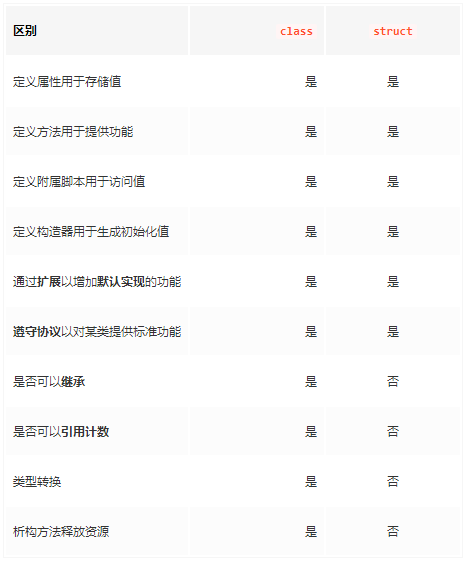 区别 class struct
定义属性用于存储值 是 是
定义方法用于提供功能 是 是
定义附属脚本用于访问值 是 是
定义构造器用于生成初始化值 是 是
通过扩展以增加默认实现的功能 是 是
遵守协议以对某类提供标准功能 是 是
是否可以继承 是 否
是否可以引用计数 是 否
类型转换 是 否
析构方法释放资源 是 否